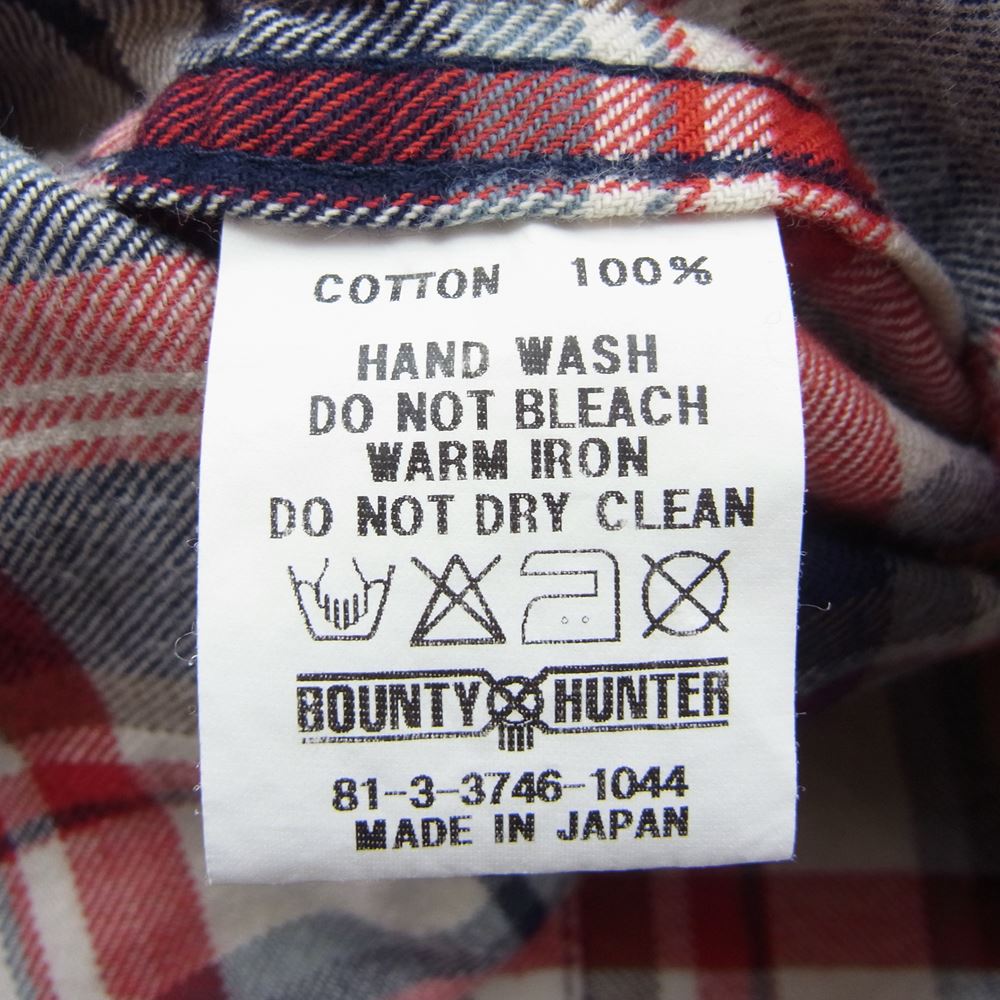 COTTON 100%
HAND WASH
DO NOT BLEACH
WARM IRON
DO NOT DRY CLEAN
BOUNTY HUNTER
81-3-3746-1044
MADE IN JAPAN